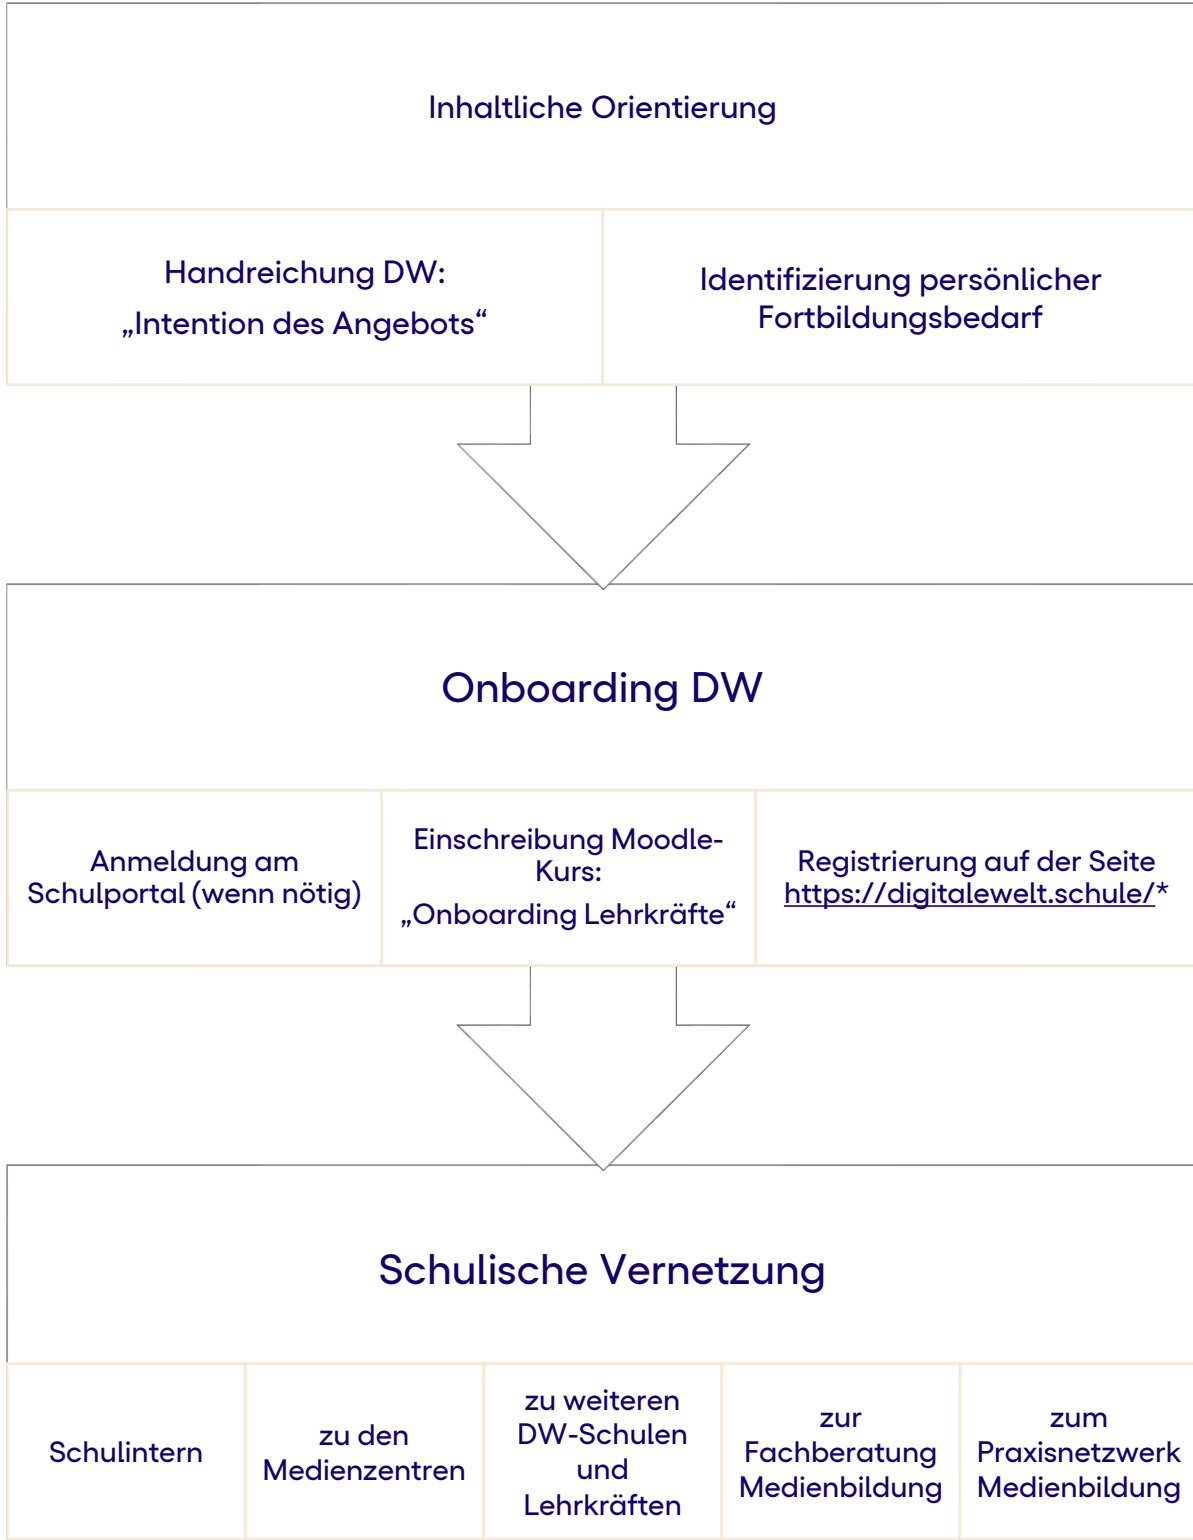 Inhaltliche Orientierung
Handreichung DW:
„Intention des Angebots“
Identifizierung persönlicher
Fortbildungsbedarf
Onboarding DW
Anmeldung am
Schulportal (wenn nötig)
Einschreibung Moodle-
Kurs:
„Onboarding Lehrkräfte“
Registrierung auf der Seite
https://digitalewelt.schule/*
Schulische Vernetzung
Schulintern
zu den
Medienzentren
zu weiteren
DW-Schulen
und
Lehrkräften
zur
Fachberatung
Medienbildung
zum
Praxisnetzwerk
Medienbildung